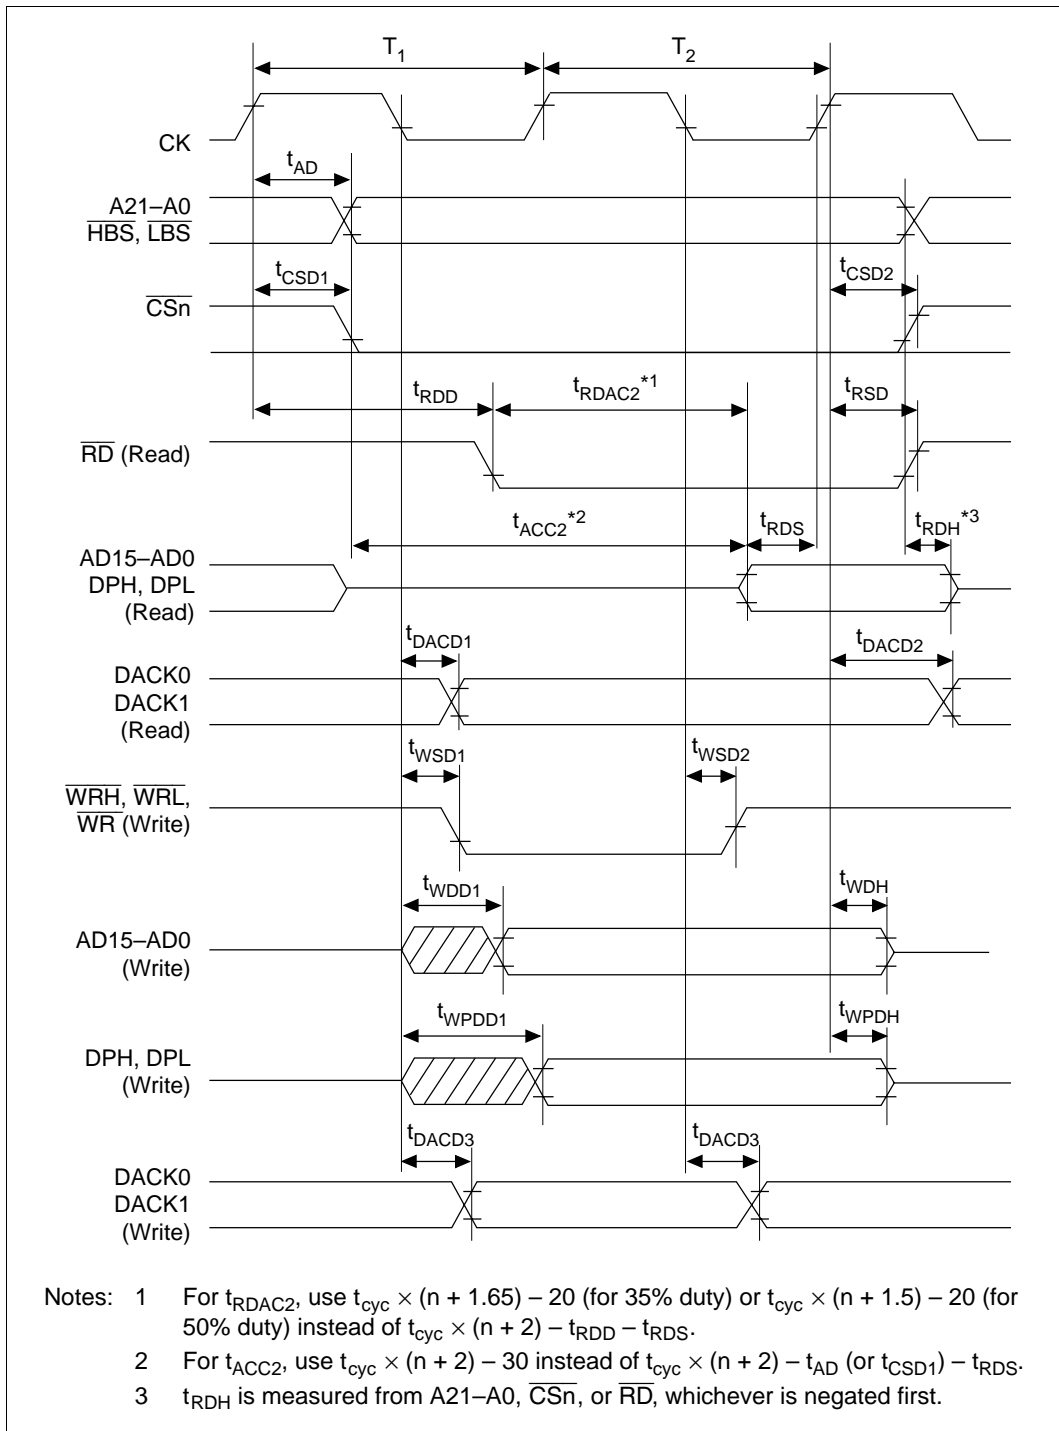 T1 T2
CK
tAD
A21–A0
HBS, LBS
tCSD1 tCSD2
CSn
tRDD tRDAC2*1 tRSD
RD (Read)
tACC2*2 tRDS tRDH*3
AD15–AD0
DPH, DPL
(Read)
tDACD1 tDACD2
DACK0
DACK1
(Read)
tWSD1 tWSD2
WRH, WRL,
WR (Write)
tWDD1 tWDH
AD15–AD0
(Write)
tWPDD1 tWPDH
DPH, DPL
(Write)
tDACD3 tDACD3
DACK0
DACK1
(Write)
Notes: 1 For tRDAC2, use tcyc × (n + 1.65) – 20 (for 35% duty) or tcyc × (n + 1.5) – 20 (for
50% duty) instead of tcyc × (n + 2) – tRDD – tRDS.
2 For tACC2, use tcyc × (n + 2) – 30 instead of tcyc × (n + 2) – tAD (or tCSD1) – tRDS.
3 tRDH is measured from A21–A0, CSn, or RD, whichever is negated first.